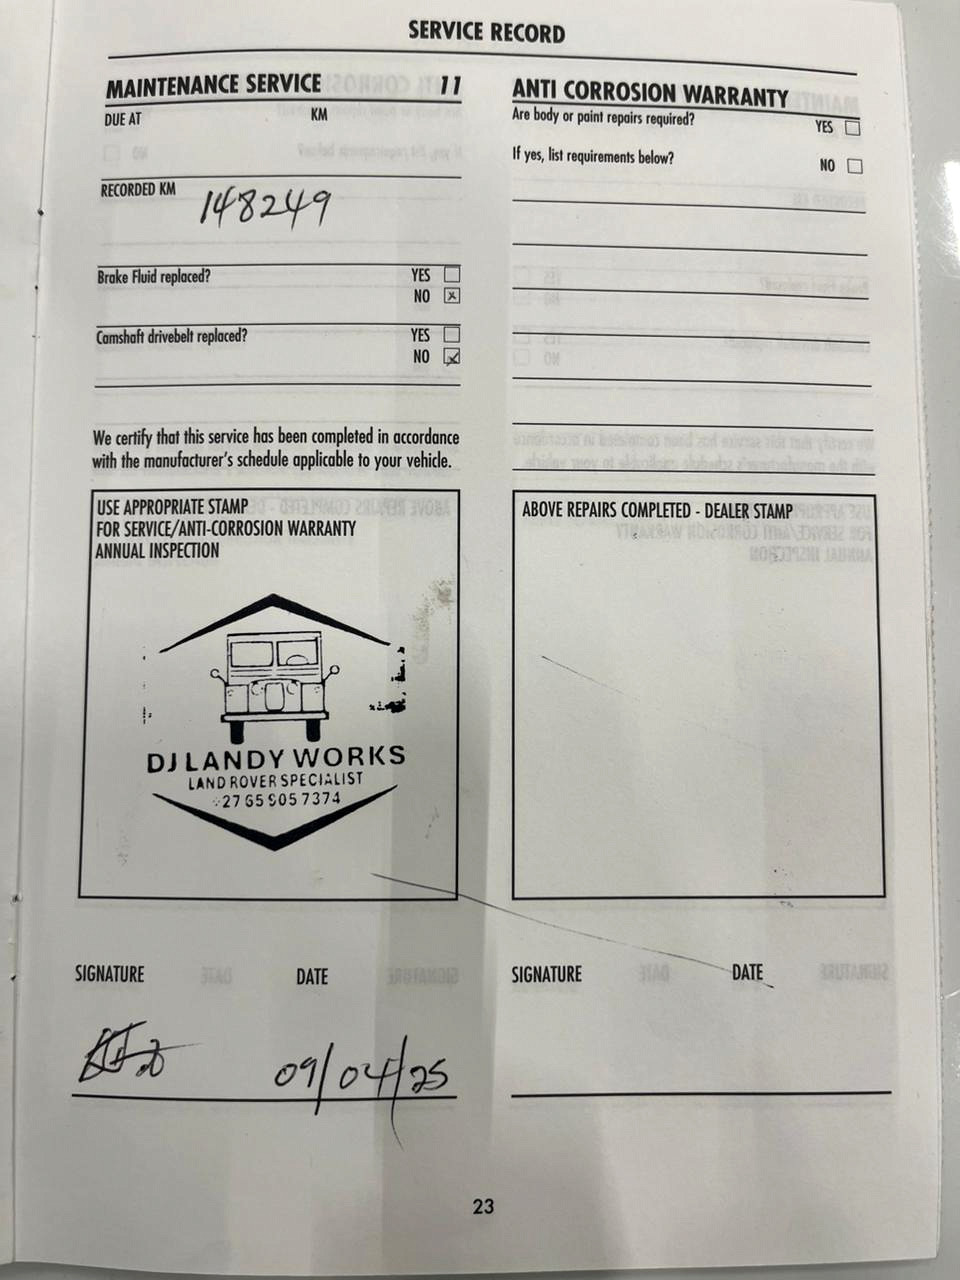 SERVICE RECORD
MAINTENANCE SERVICE 11
DUE AT KM
RECORDED KM
148249
Brake Fluid replaced? YES
NO
Camshaft drivebelt replaced? YES
NO
We certify that this service has been completed in accordance
with the manufacturer's schedule applicable to your vehicle.
USE APPROPRIATE STAMP
FOR SERVICE/ANTI-CORROSION WARRANTY
ANNUAL INSPECTION
DJ LANDY WORKS
LAND ROVER SPECIALIST
SIGNATURE DATE
09/04/25
ANTI CORROSION WARRANTY
Are body or paint repairs required?
YES
If yes, list requirements below?
NO
ABOVE REPAIRS COMPLETED - DEALER STAMP
SIGNATURE DATE
23